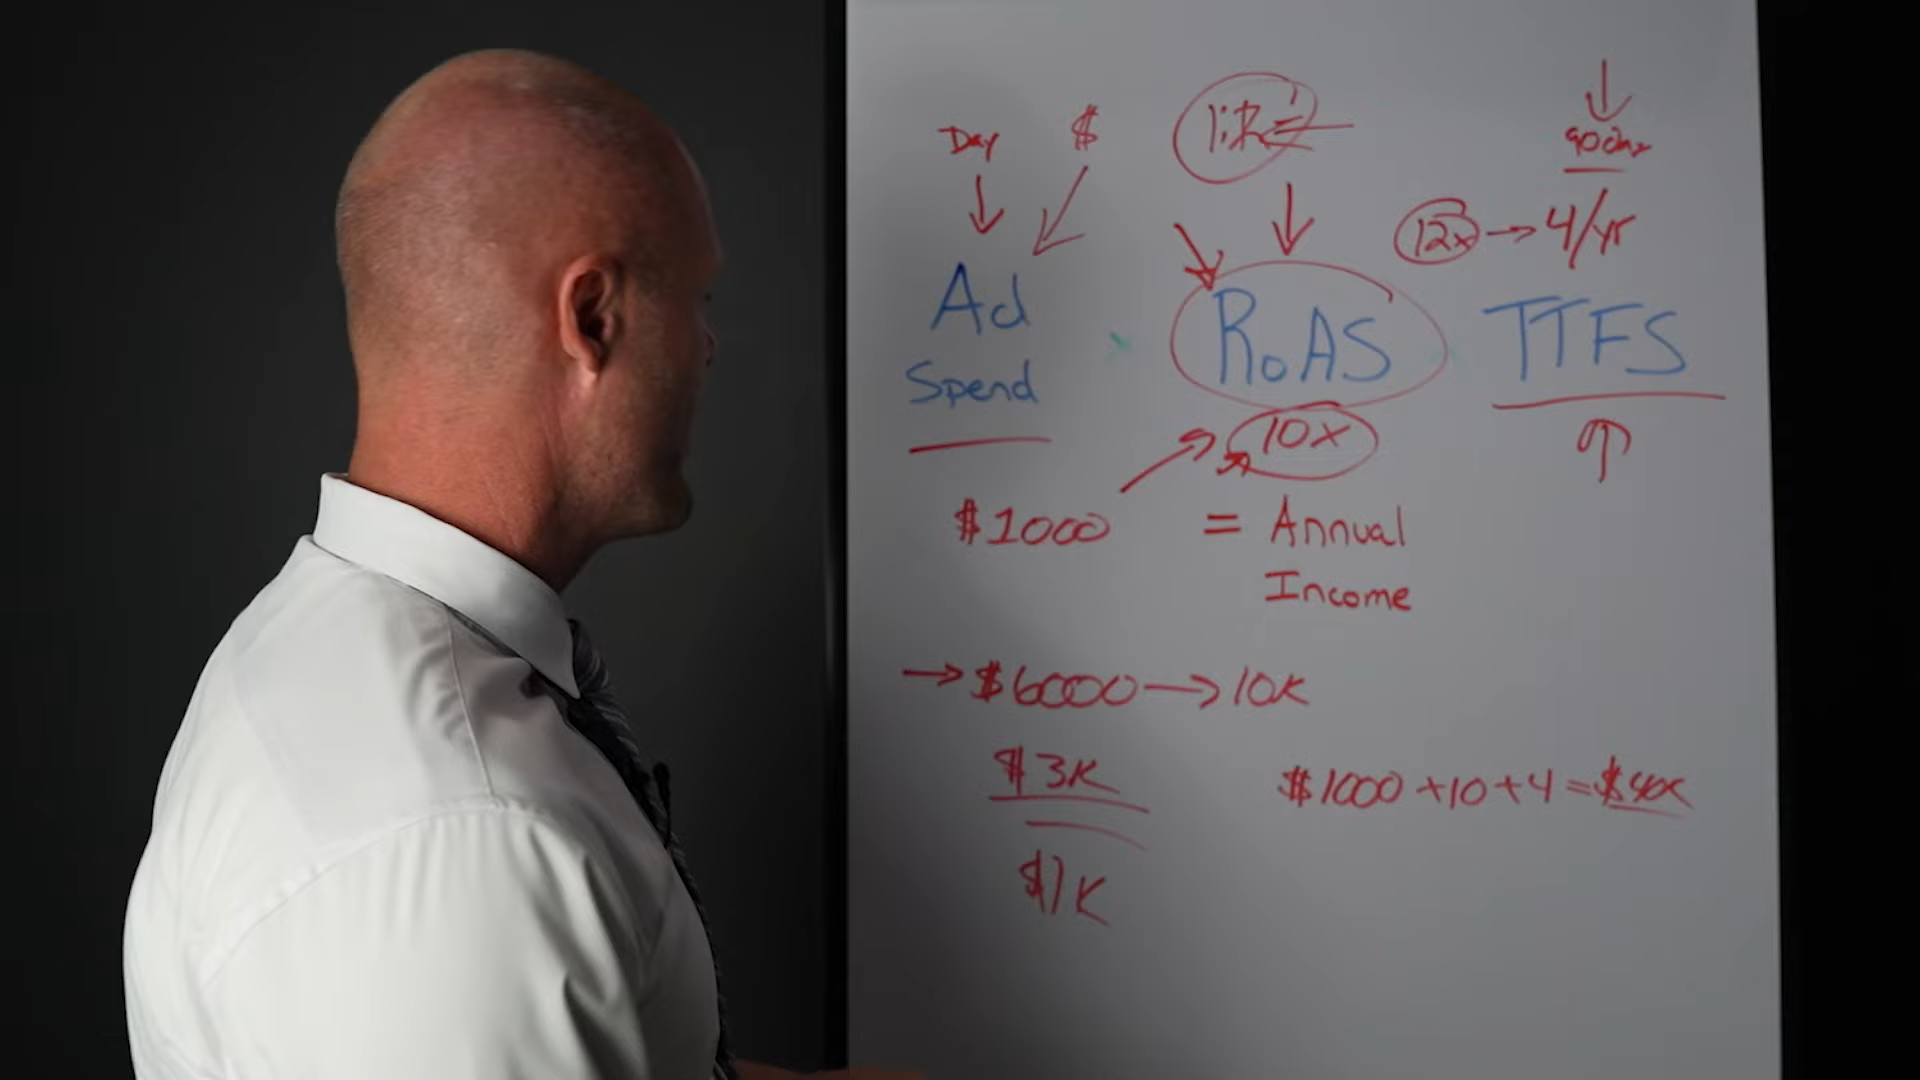 Day $
90 day
12x → 4/yr
Ad Spend
RoAS
TTFS
10x
$1000
= Annual
Income
→ $6000 → 10K
$3K
$1000 + 10 + 4 = $40K
$1K